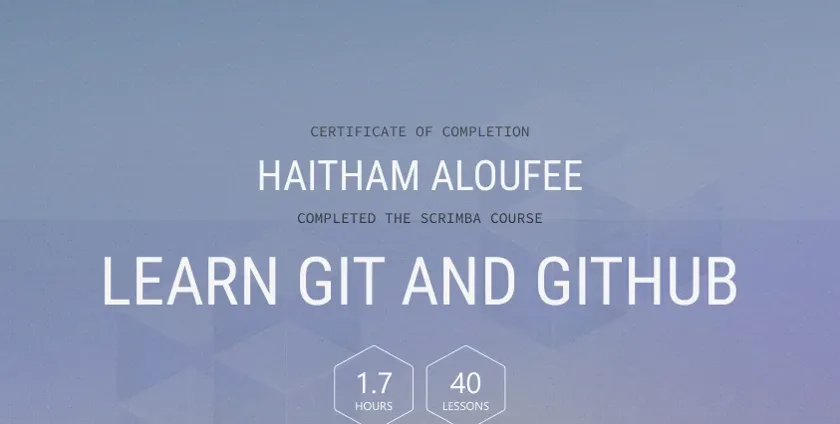 CERTIFICATE OF COMPLETION
HAITHAM ALOUFEE
COMPLETED THE SCRIMBA COURSE
LEARN GIT AND GITHUB
1.7 40
HOURS LESSONS